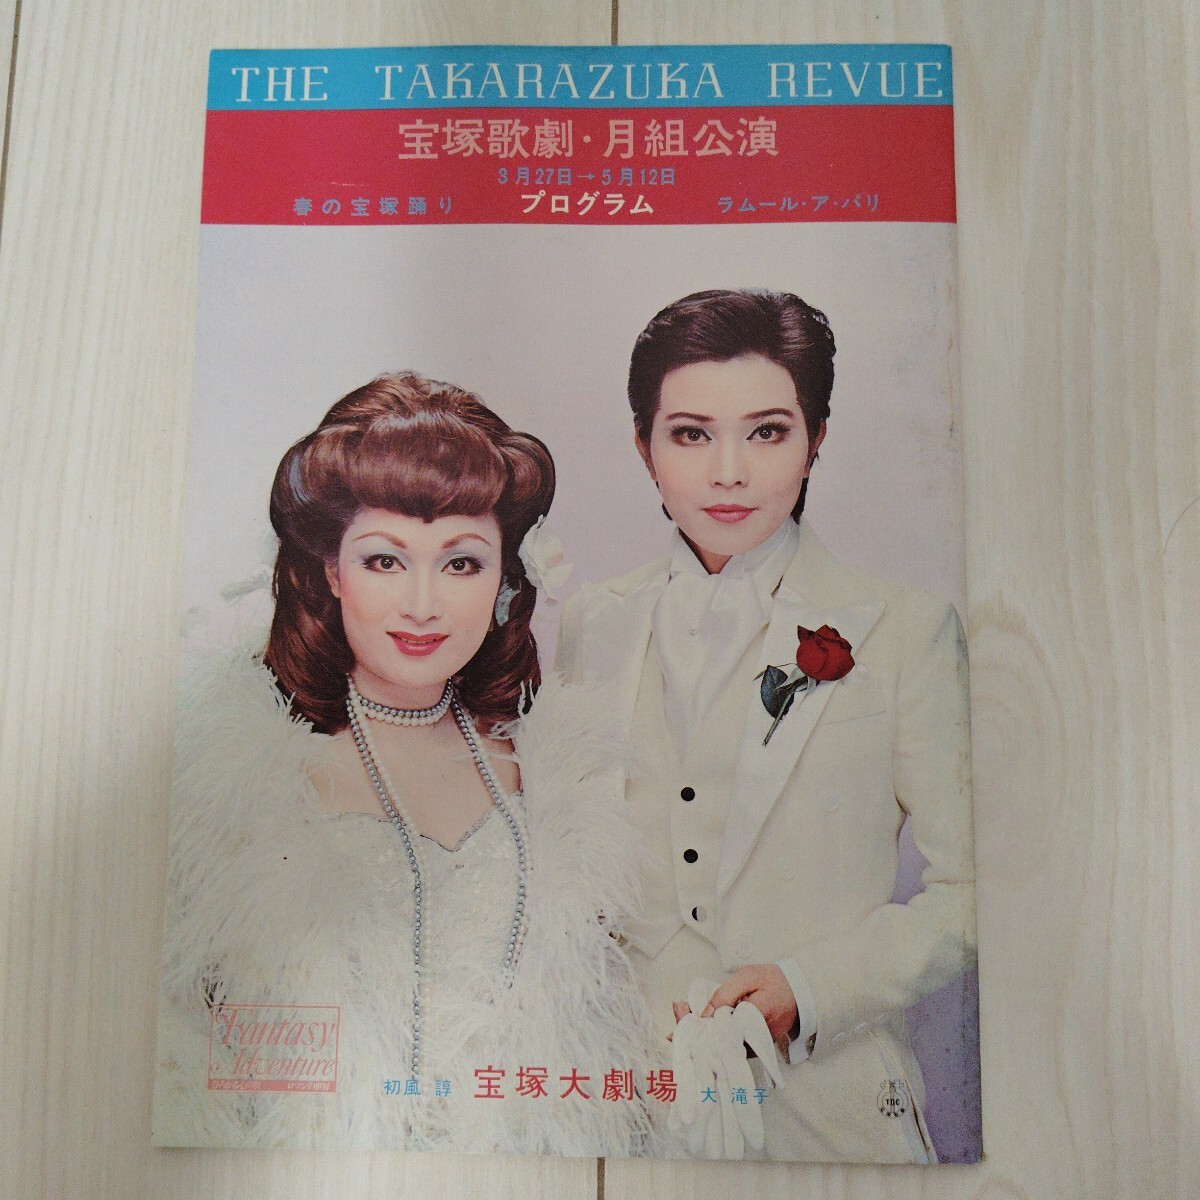 THE TAKARAZUKA REVUE
宝塚歌劇・月組公演
3月27日→5月12日
春の宝塚踊り プログラム ラムール・ア・パリ
Fantasy
Adventure
初風 諄 宝塚大劇場 大 滝子
TMC